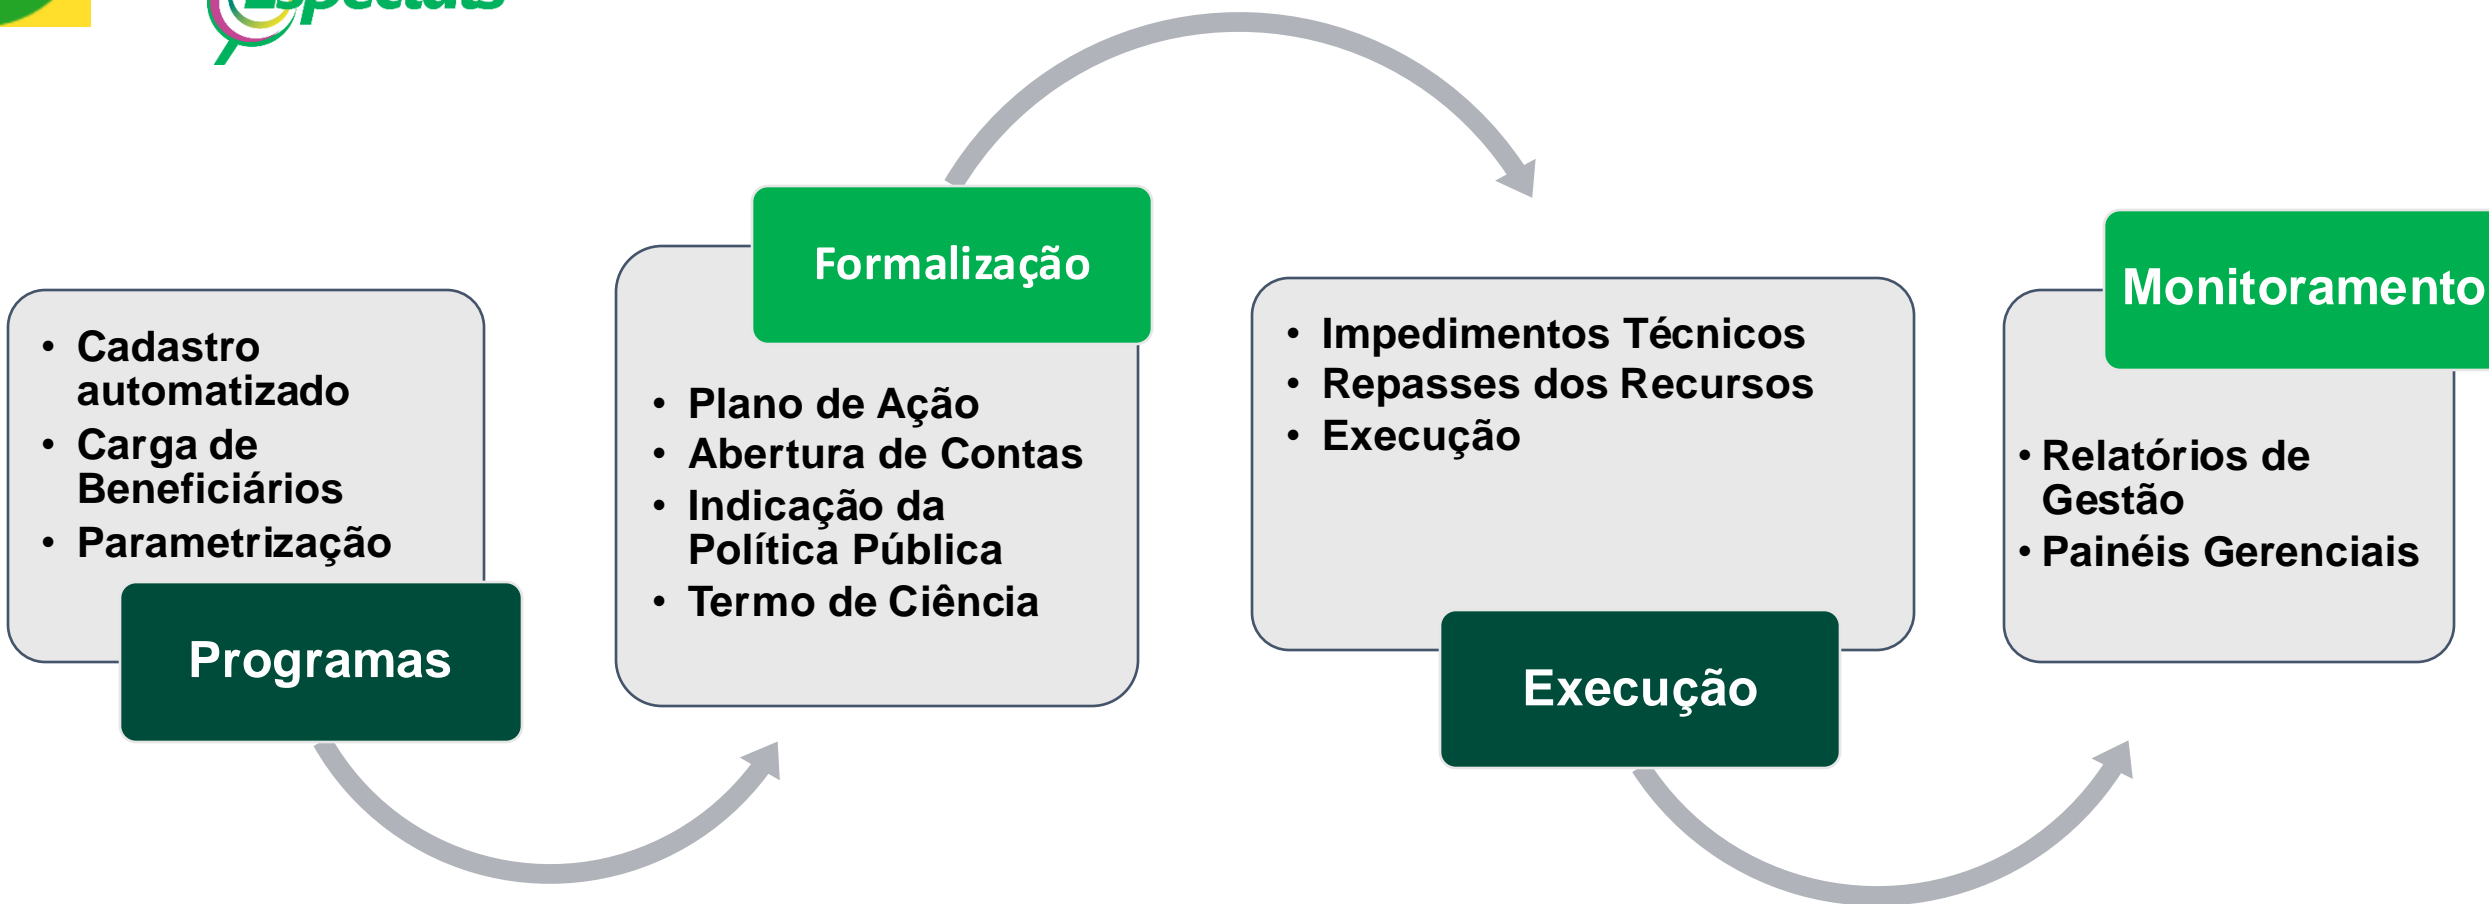 Especiais
• Cadastro
automatizado
• Carga de
Beneficiários
• Parametrização
Programas
Formalização
• Plano de Ação
• Abertura de Contas
• Indicação da
Política Pública
• Termo de Ciência
• Impedimentos Técnicos
• Repasses dos Recursos
• Execução
Execução
Monitoramento
• Relatórios de
Gestão
• Painéis Gerenciais